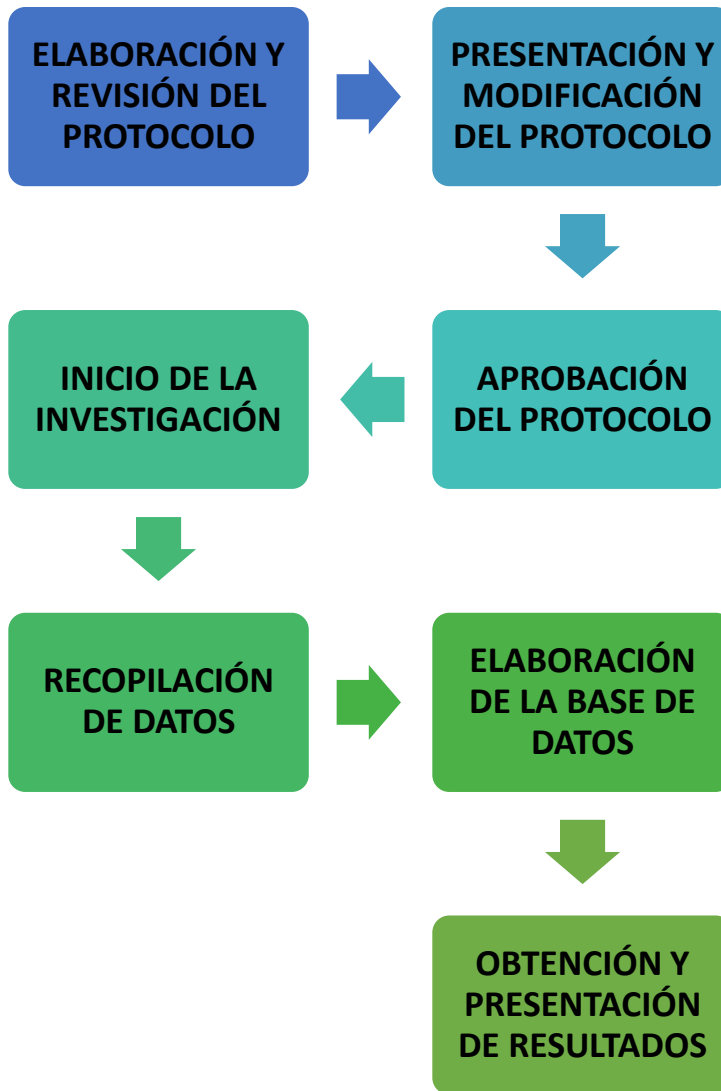 ELABORACIÓN Y
REVISIÓN DEL
PROTOCOLO
PRESENTACIÓN Y
MODIFICACIÓN
DEL PROTOCOLO
APROBACIÓN
DEL PROTOCOLO
INICIO DE LA
INVESTIGACIÓN
RECOPILACIÓN
DE DATOS
ELABORACIÓN
DE LA BASE DE
DATOS
OBTENCIÓN Y
PRESENTACIÓN
DE RESULTADOS